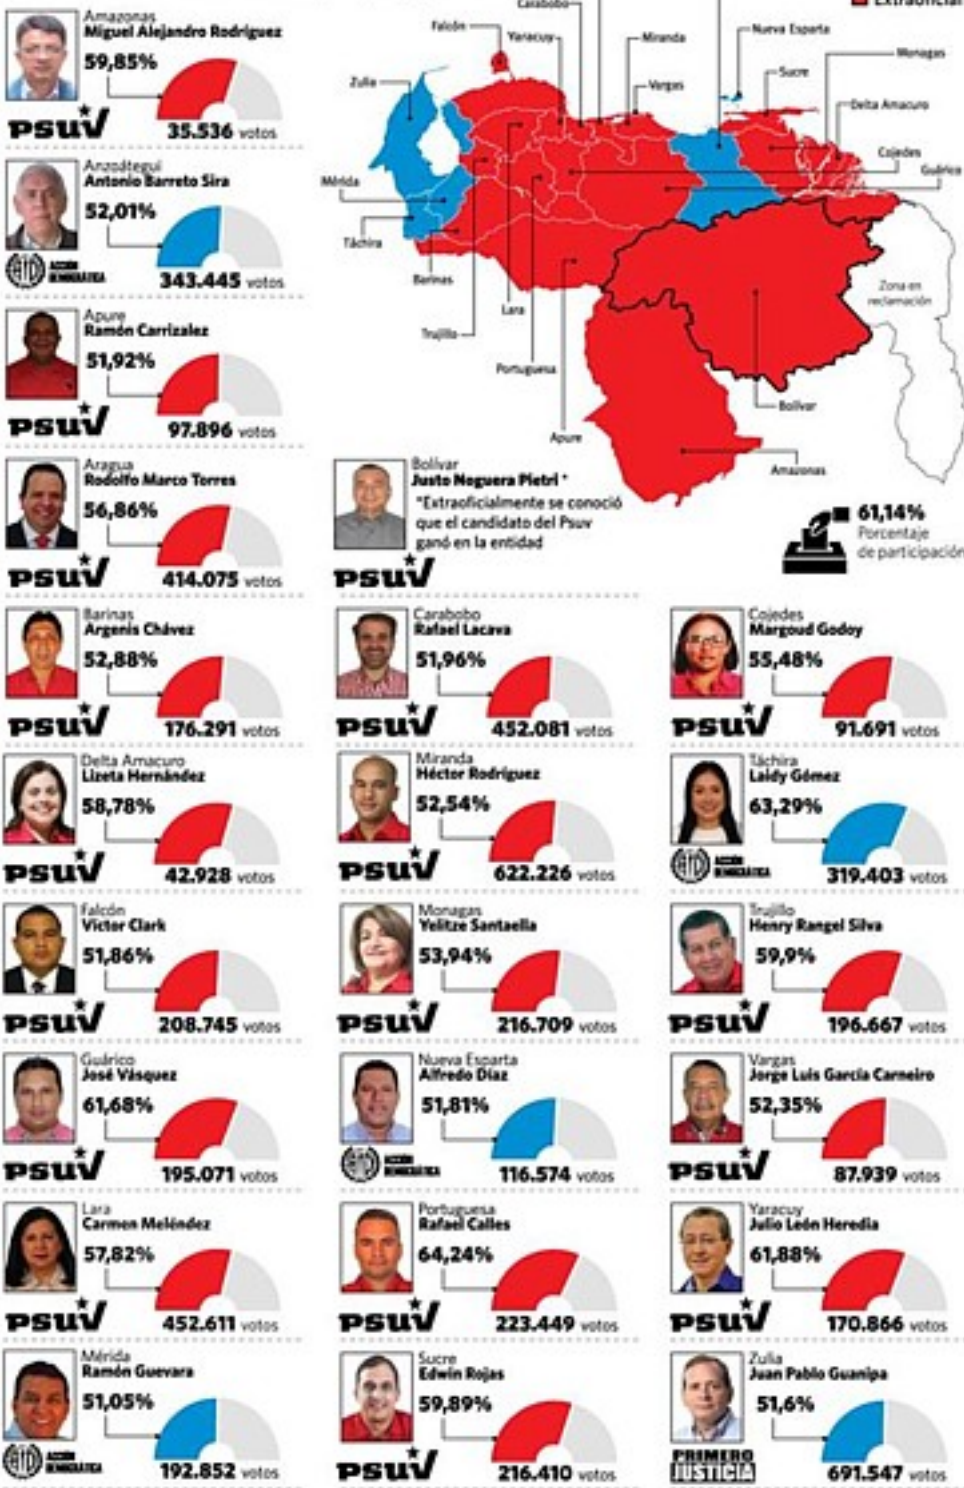 Amazonas
Miguel Alejandro Rodríguez
59,85%
PSUV
35.536 votos
Anzoátegui
Antonio Barreto Sira
52,01%
AD ACCIÓN DEMOCRÁTICA
343.445 votos
Apure
Ramón Carrizalez
51,92%
PSUV
97.896 votos
Aragua
Rodolfo Marco Torres
56,86%
PSUV
414.075 votos
Carabobo
Extraoficial
Falcón
Yaracuy
Miranda
Nueva Esparta
Monagas
Zulia
Vargas
Sucre
Delta Amacuro
Cojedes
Guárico
Mérida
Táchira
Barinas
Lara
Trujillo
Portuguesa
Apure
Zona en
reclamación
Bolívar
Amazonas
Bolívar
Justo Noguera Pietri *
*Extraoficialmente se conoció
que el candidato del Psuv
ganó en la entidad
PSUV
61,14%
Porcentaje
de participación
Barinas
Argenis Chávez
52,88%
PSUV
176.291 votos
Carabobo
Rafael Lacava
51,96%
PSUV
452.081 votos
Cojedes
Margoud Godoy
55,48%
PSUV
91.691 votos
Delta Amacuro
Lizeta Hernández
58,78%
PSUV
42.928 votos
Miranda
Héctor Rodríguez
52,54%
PSUV
622.226 votos
Táchira
Laidy Gómez
63,29%
AD ACCIÓN DEMOCRÁTICA
319.403 votos
Falcón
Víctor Clark
51,86%
PSUV
208.745 votos
Monagas
Yelitze Santaella
53,94%
PSUV
216.709 votos
Trujillo
Henry Rangel Silva
59,9%
PSUV
196.667 votos
Guárico
José Vásquez
61,68%
PSUV
195.071 votos
Nueva Esparta
Alfredo Díaz
51,81%
AD ACCIÓN DEMOCRÁTICA
116.574 votos
Vargas
Jorge Luis García Carneiro
52,35%
PSUV
87.939 votos
Lara
Carmen Meléndez
57,82%
PSUV
452.611 votos
Portuguesa
Rafael Calles
64,24%
PSUV
223.449 votos
Yaracuy
Julio León Heredia
61,88%
PSUV
170.866 votos
Mérida
Ramón Guevara
51,05%
AD ACCIÓN DEMOCRÁTICA
192.852 votos
Sucre
Edwin Rojas
59,89%
PSUV
216.410 votos
Zulia
Juan Pablo Guanipa
51,6%
PRIMERO
JUSTICIA
691.547 votos